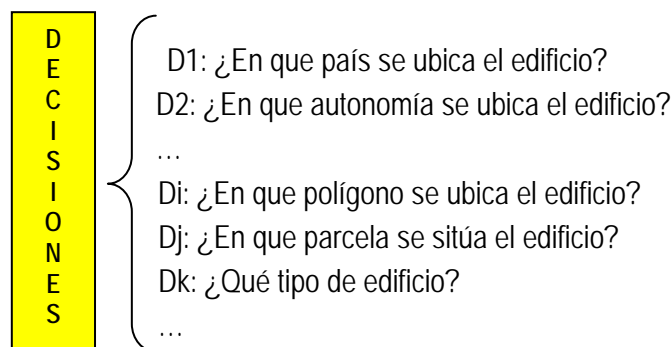 DECISIONES
D1: ¿En que país se ubica el edificio?
D2: ¿En que autonomía se ubica el edificio?
…
Di: ¿En que polígono se ubica el edificio?
Dj: ¿En que parcela se sitúa el edificio?
Dk: ¿Qué tipo de edificio?
…